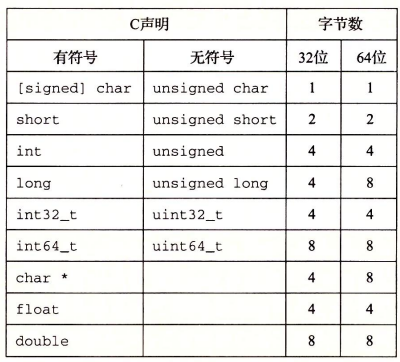 C声明 字节数
有符号 无符号 32位 64位
[signed] char unsigned char 1 1
short unsigned short 2 2
int unsigned 4 4
long unsigned long 4 8
int32_t uint32_t 4 4
int64_t uint64_t 8 8
char * 4 8
float 4 4
double 8 8